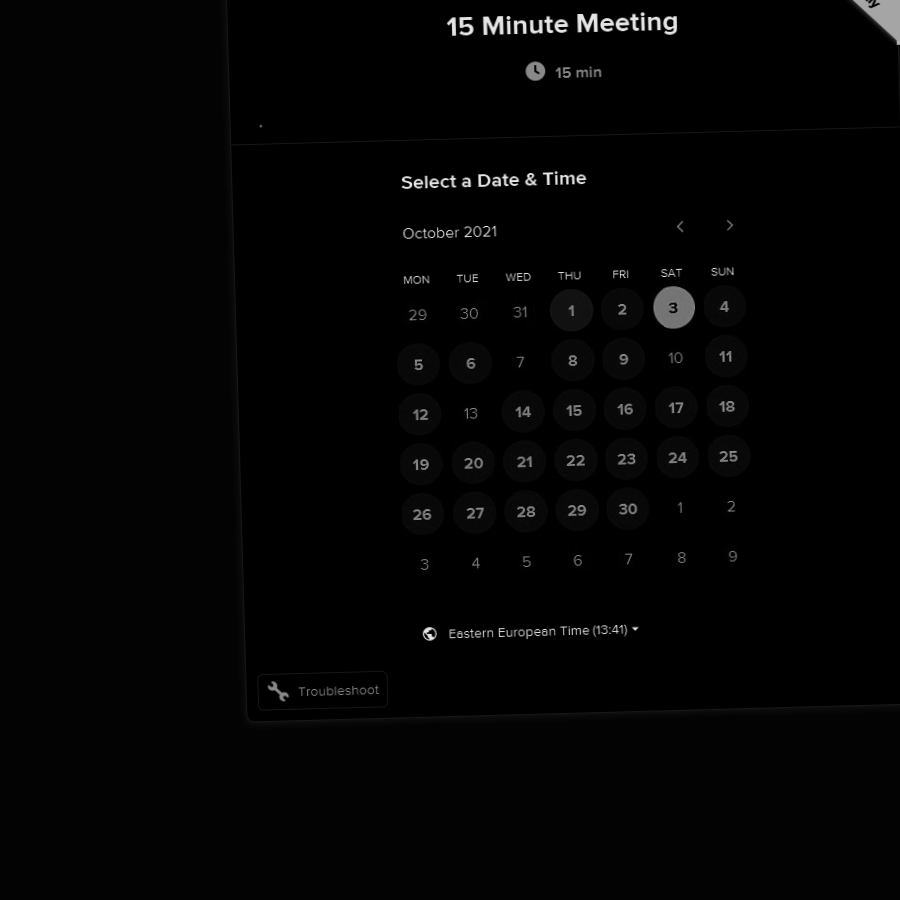 15 Minute Meeting
15 min
Select a Date & Time
October 2021
MON TUE WED THU FRI SAT SUN
29 30 31 1 2 3 4
5 6 7 8 9 10 11
12 13 14 15 16 17 18
19 20 21 22 23 24 25
26 27 28 29 30 1 2
3 4 5 6 7 8 9
Eastern European Time (13:41)
Troubleshoot